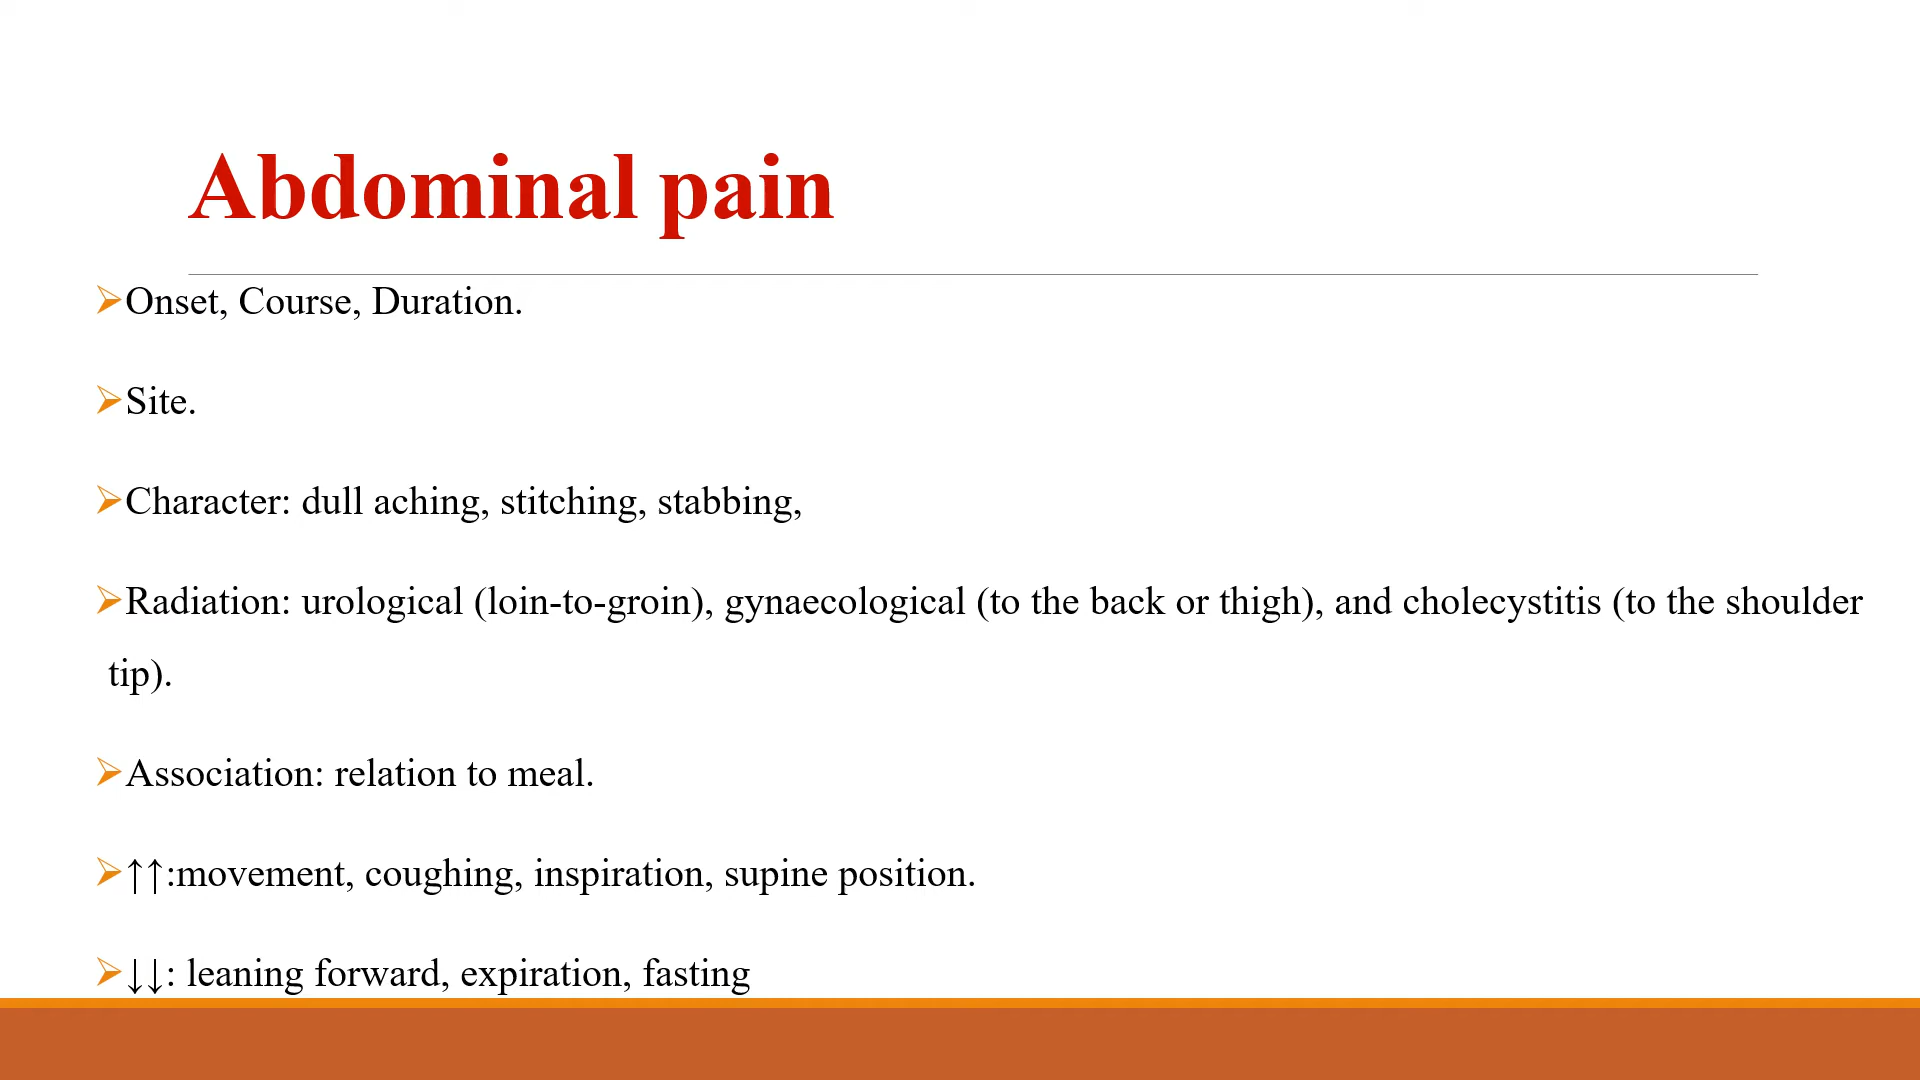 Abdominal pain
➢Onset, Course, Duration.
➢Site.
➢Character: dull aching, stitching, stabbing,
➢Radiation: urological (loin-to-groin), gynaecological (to the back or thigh), and cholecystitis (to the shoulder
tip).
➢Association: relation to meal.
➢↑↑:movement, coughing, inspiration, supine position.
➢↓↓: leaning forward, expiration, fasting